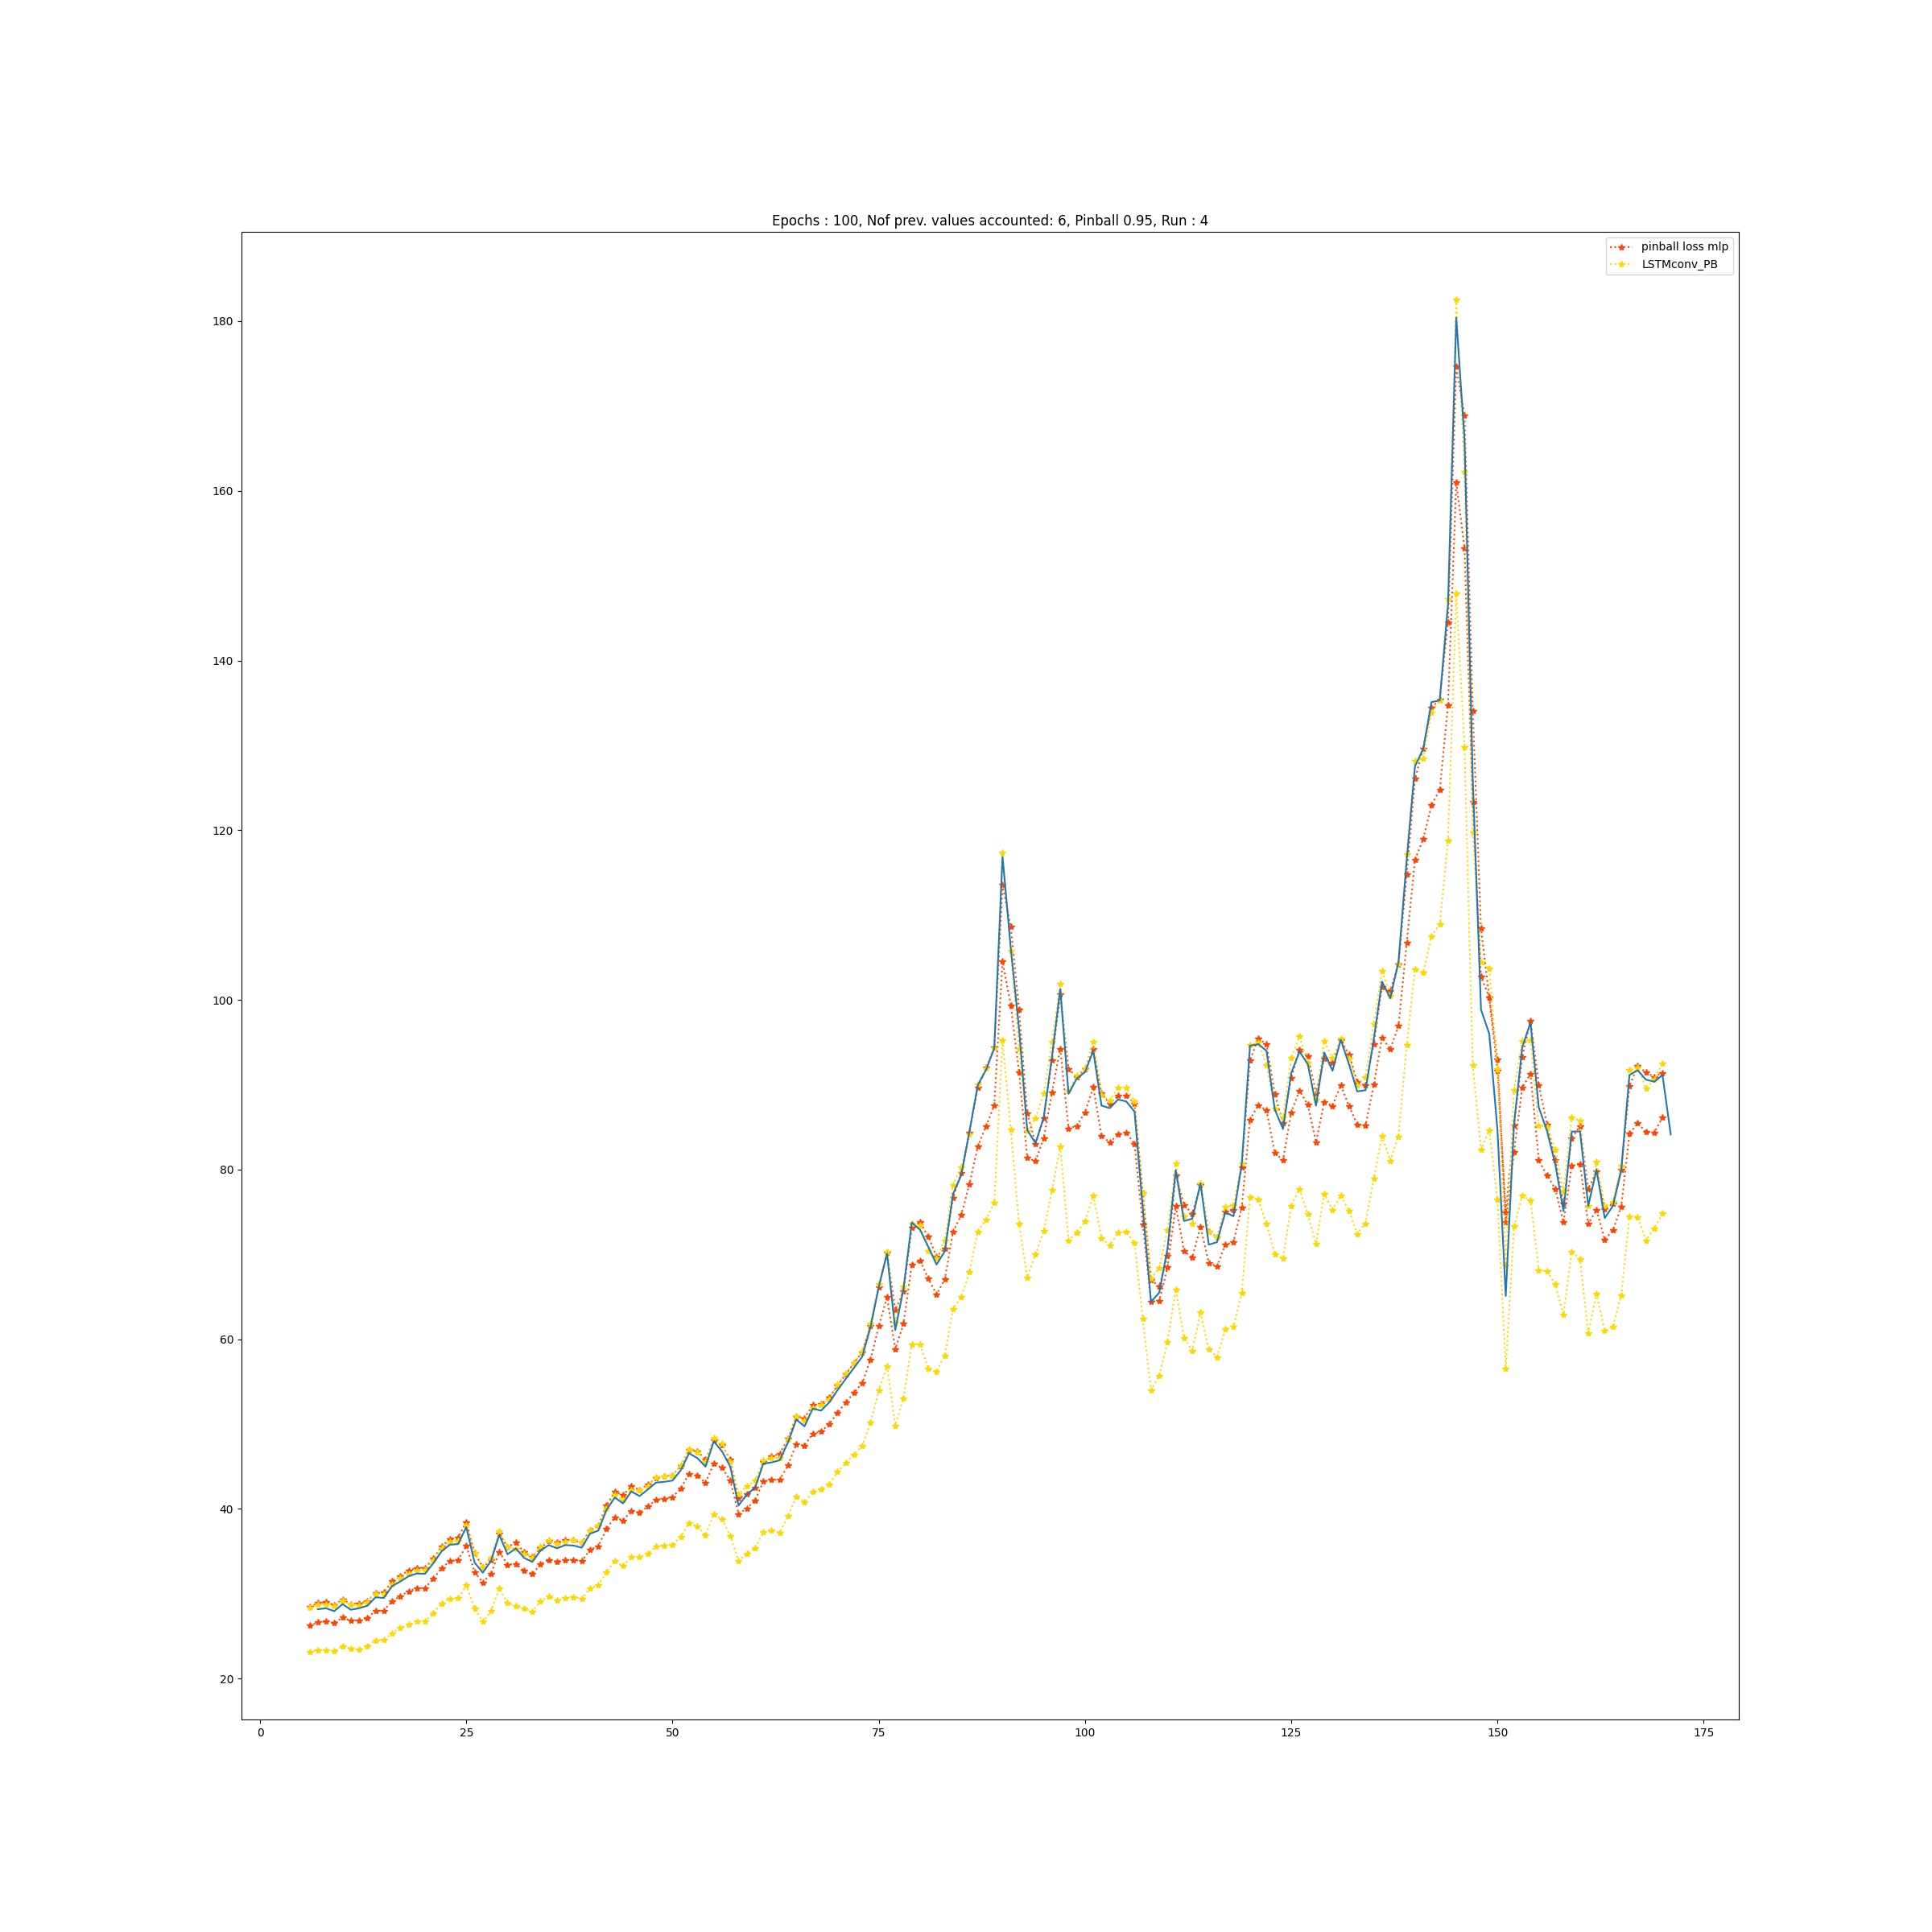 Epochs : 100, Nof prev. values accounted: 6, Pinball 0.95, Run : 4
pinball loss mlp
LSTMconv_PB
180
160
140
120
100
80
60
40
20
0 25 50 75 100 125 150 175